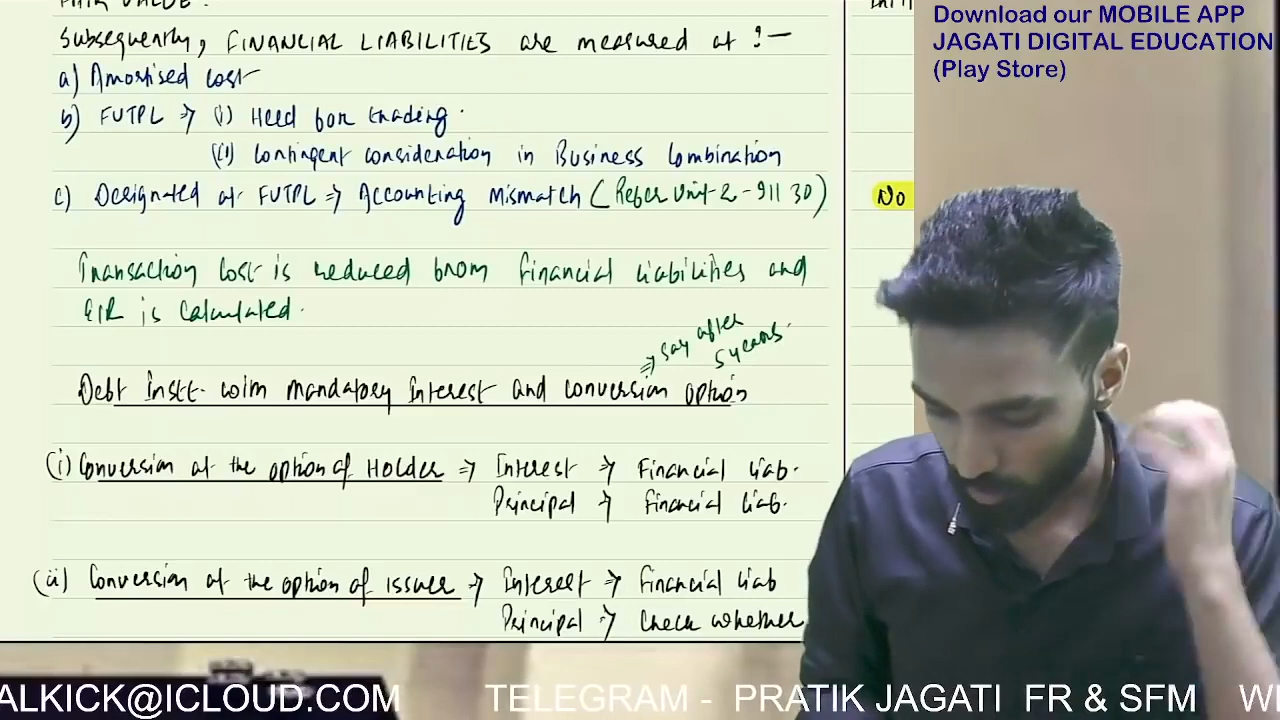 FAIR VALUE.
Subsequently, FINANCIAL LIABILITIES are measured at :-
a) Amortised cost
b) FVTPL ⇒ (i) Held for trading.
(ii) Contingent consideration in Business Combination
c) Designated at FVTPL ⇒ Accounting Mismatch (Refer Unit-2-Q11 30)
No
Transaction cost is reduced from financial liabilities and
EIR is calculated.
⇒ say after
5 years.
Debt Instt. with mandatory Interest and conversion option
(i) Conversion at the option of Holder ⇒ Interest ⇒ Financial Liab.
Principal ⇒ Financial Liab.
(ii) Conversion at the option of issuer ⇒ Interest ⇒ Financial Liab
Principal ⇒ Check whether
Download our MOBILE APP
JAGATI DIGITAL EDUCATION
(Play Store)
ALKICK@ICLOUD.COM TELEGRAM - PRATIK JAGATI FR & SFM